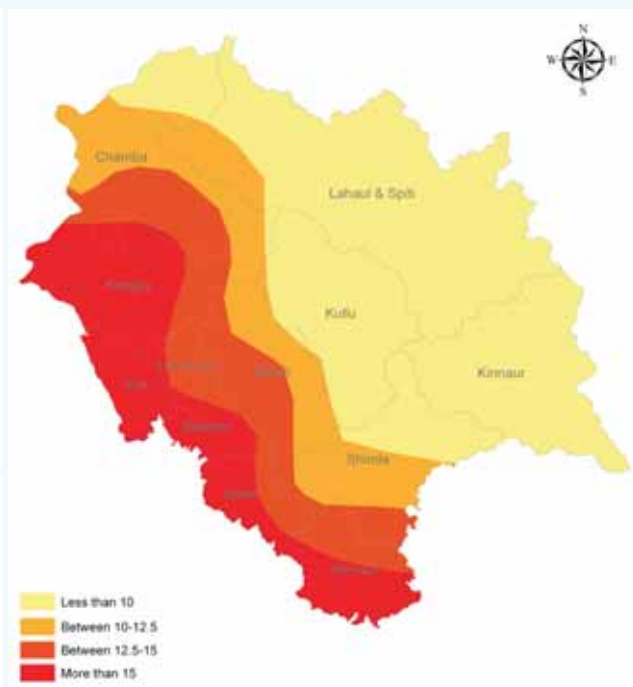 N
W E
S
Chamba
Lahaul & Spiti
Kangra
Kullu
Kinnaur
Una
Shimla
Less than 10
Between 10-12.5
Between 12.5-15
More than 15